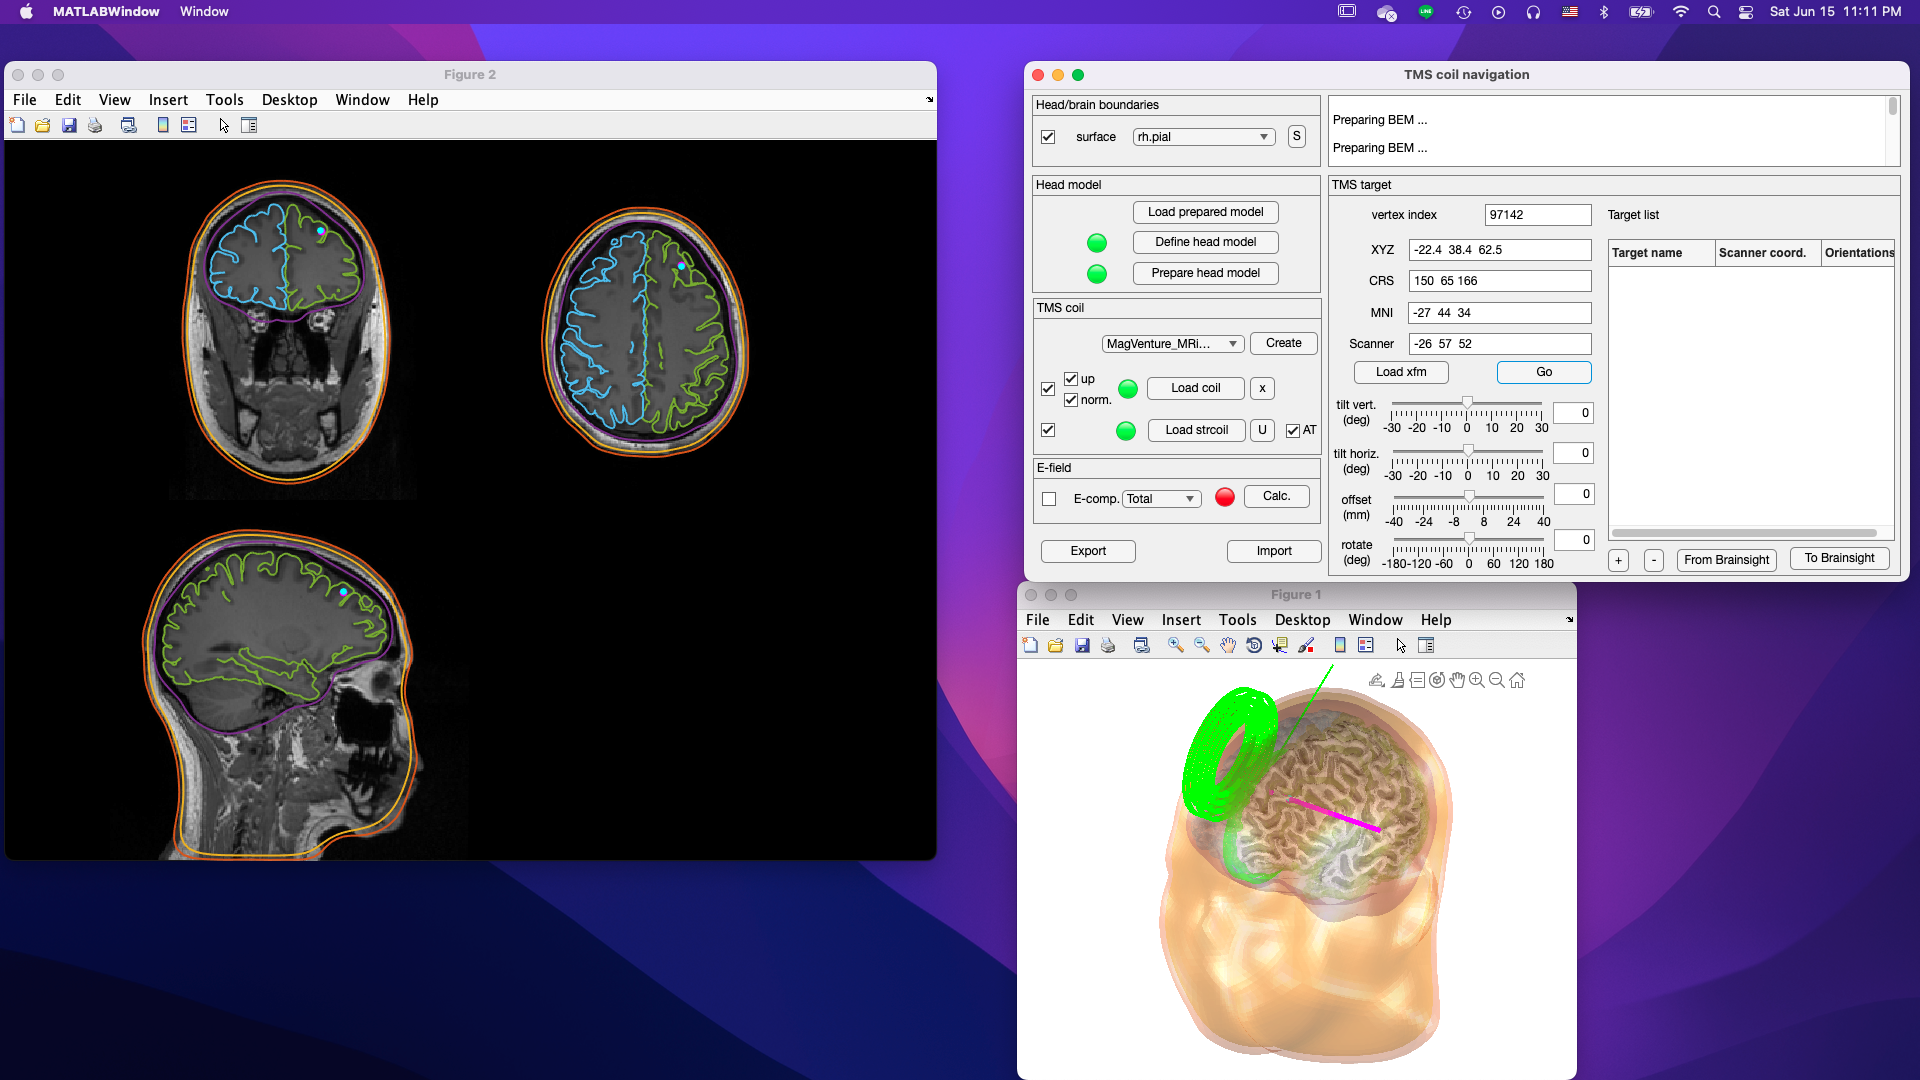 MATLABWindow Window
Sat Jun 15 11:11 PM
Figure 2
File Edit View Insert Tools Desktop Window Help
TMS coil navigation
Head/brain boundaries
surface rh.pial S
Preparing BEM ...
Preparing BEM ...
Head model
Load prepared model
Define head model
Prepare head model
TMS coil
MagVenture_MRi... Create
up
norm.
Load coil x
Load strcoil U AT
E-field
E-comp. Total Calc.
Export Import
TMS target
vertex index 97142
XYZ -22.4 38.4 62.5
CRS 150 65 166
MNI -27 44 34
Scanner -26 57 52
Load xfm Go
tilt vert.
(deg)
-30 -20 -10 0 10 20 30
0
tilt horiz.
(deg)
-30 -20 -10 0 10 20 30
0
offset
(mm)
-40 -24 -8 8 24 40
0
rotate
(deg)
-180 -120 -60 0 60 120 180
0
Target list
Target name Scanner coord. Orientations
+ - From Brainsight To Brainsight
Figure 1
File Edit View Insert Tools Desktop Window Help